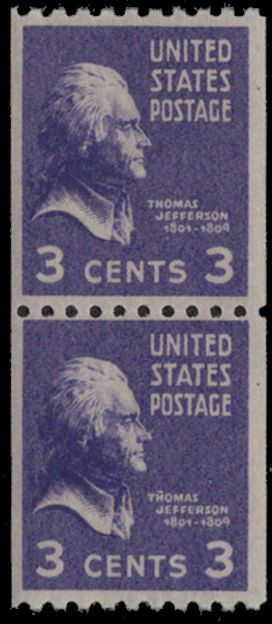 UNITED
STATES
POSTAGE
THOMAS
JEFFERSON
1801-1809
3 CENTS 3
UNITED
STATES
POSTAGE
THOMAS
JEFFERSON
1801-1809
3 CENTS 3